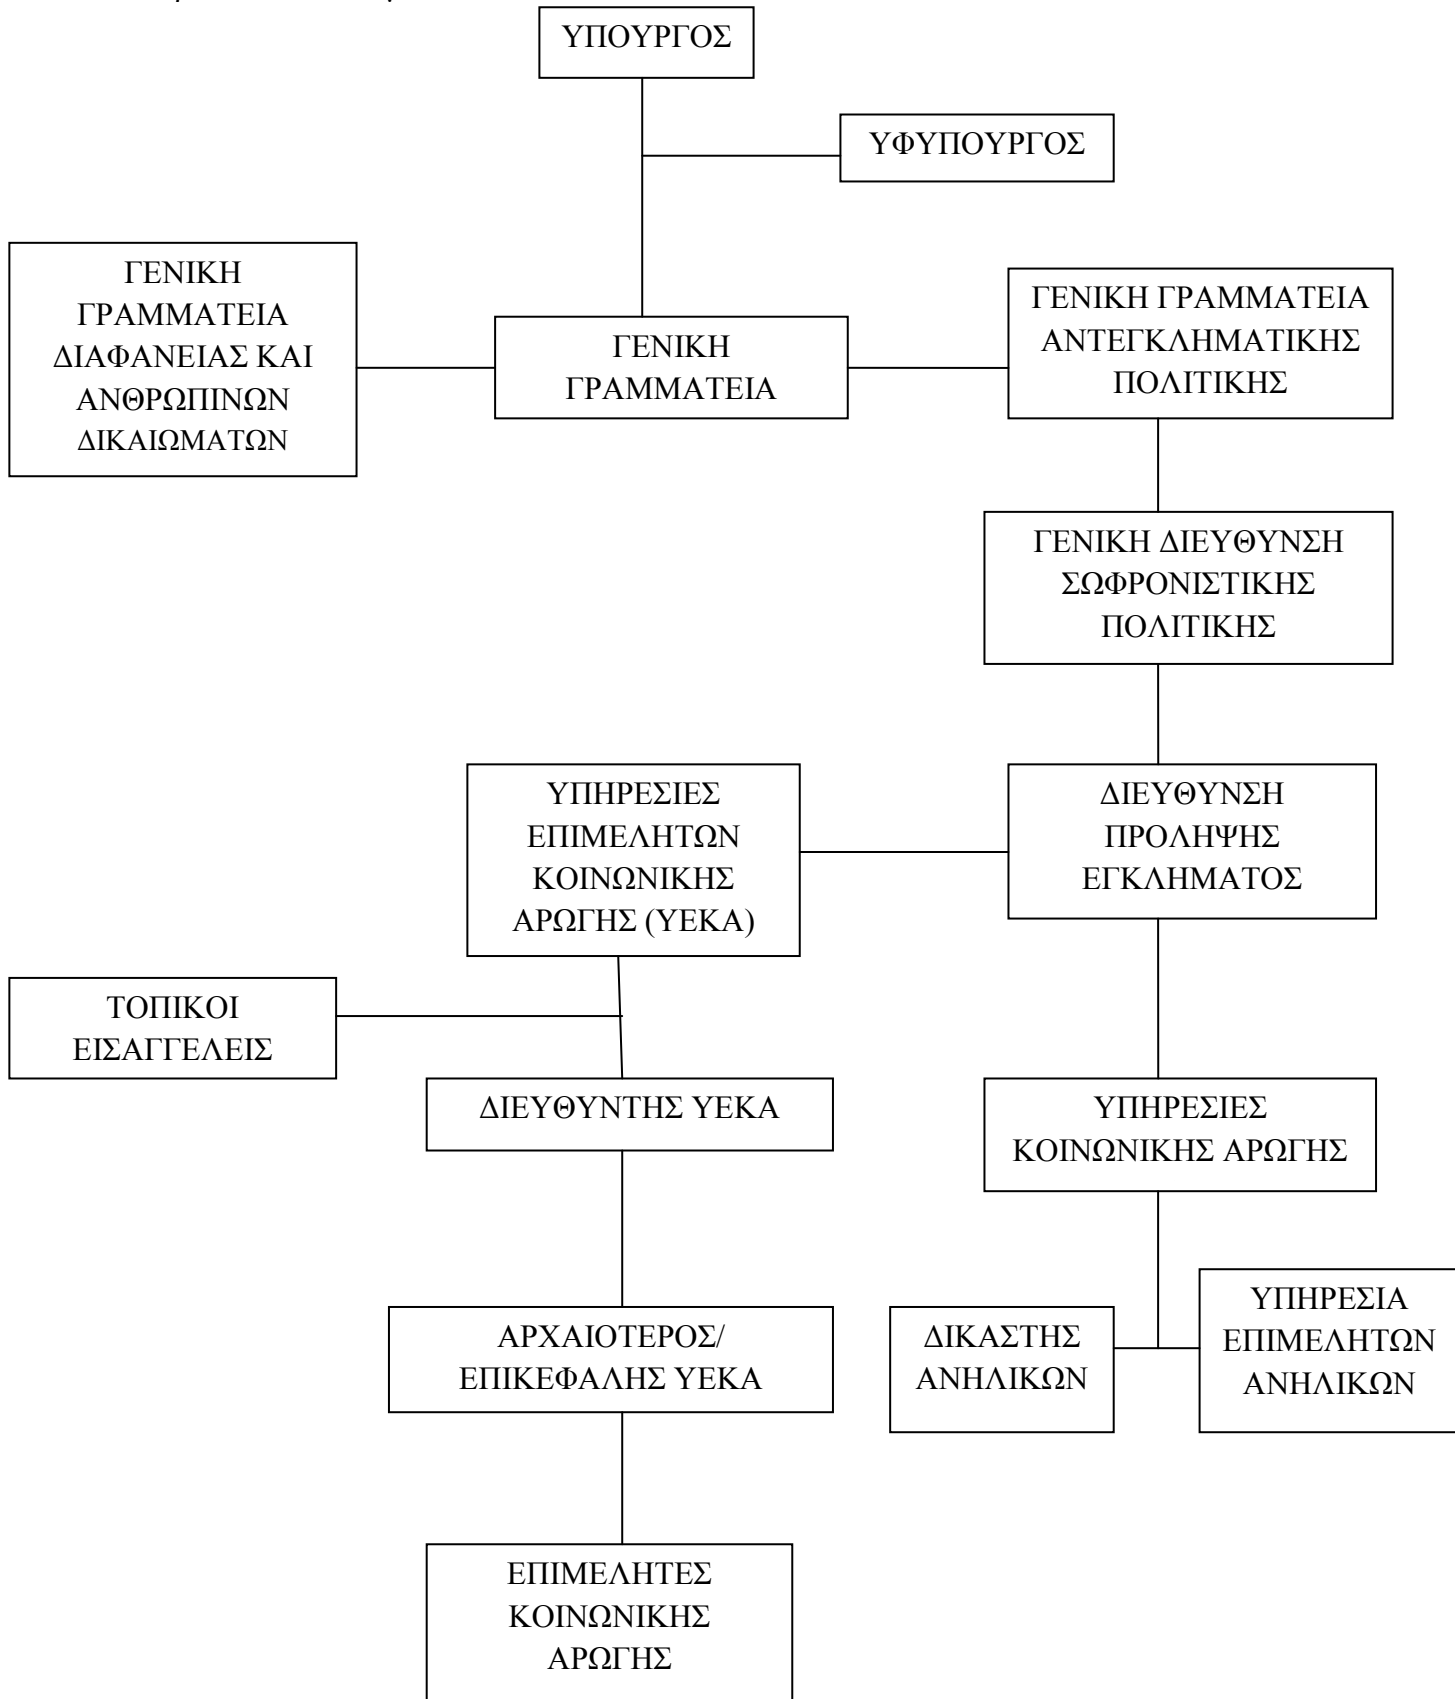 ΥΠΟΥΡΓΟΣ
ΥΦΥΠΟΥΡΓΟΣ
ΓΕΝΙΚΗ
ΓΡΑΜΜΑΤΕΙΑ
ΔΙΑΦΑΝΕΙΑΣ ΚΑΙ
ΑΝΘΡΩΠΙΝΩΝ
ΔΙΚΑΙΩΜΑΤΩΝ
ΓΕΝΙΚΗ
ΓΡΑΜΜΑΤΕΙΑ
ΓΕΝΙΚΗ ΓΡΑΜΜΑΤΕΙΑ
ΑΝΤΕΓΚΛΗΜΑΤΙΚΗΣ
ΠΟΛΙΤΙΚΗΣ
ΓΕΝΙΚΗ ΔΙΕΥΘΥΝΣΗ
ΣΩΦΡΟΝΙΣΤΙΚΗΣ
ΠΟΛΙΤΙΚΗΣ
ΥΠΗΡΕΣΙΕΣ
ΕΠΙΜΕΛΗΤΩΝ
ΚΟΙΝΩΝΙΚΗΣ
ΑΡΩΓΗΣ (ΥΕΚΑ)
ΔΙΕΥΘΥΝΣΗ
ΠΡΟΛΗΨΗΣ
ΕΓΚΛΗΜΑΤΟΣ
ΤΟΠΙΚΟΙ
ΕΙΣΑΓΓΕΛΕΙΣ
ΔΙΕΥΘΥΝΤΗΣ ΥΕΚΑ
ΥΠΗΡΕΣΙΕΣ
ΚΟΙΝΩΝΙΚΗΣ ΑΡΩΓΗΣ
ΑΡΧΑΙΟΤΕΡΟΣ/
ΕΠΙΚΕΦΑΛΗΣ ΥΕΚΑ
ΔΙΚΑΣΤΗΣ
ΑΝΗΛΙΚΩΝ
ΥΠΗΡΕΣΙΑ
ΕΠΙΜΕΛΗΤΩΝ
ΑΝΗΛΙΚΩΝ
ΕΠΙΜΕΛΗΤΕΣ
ΚΟΙΝΩΝΙΚΗΣ
ΑΡΩΓΗΣ